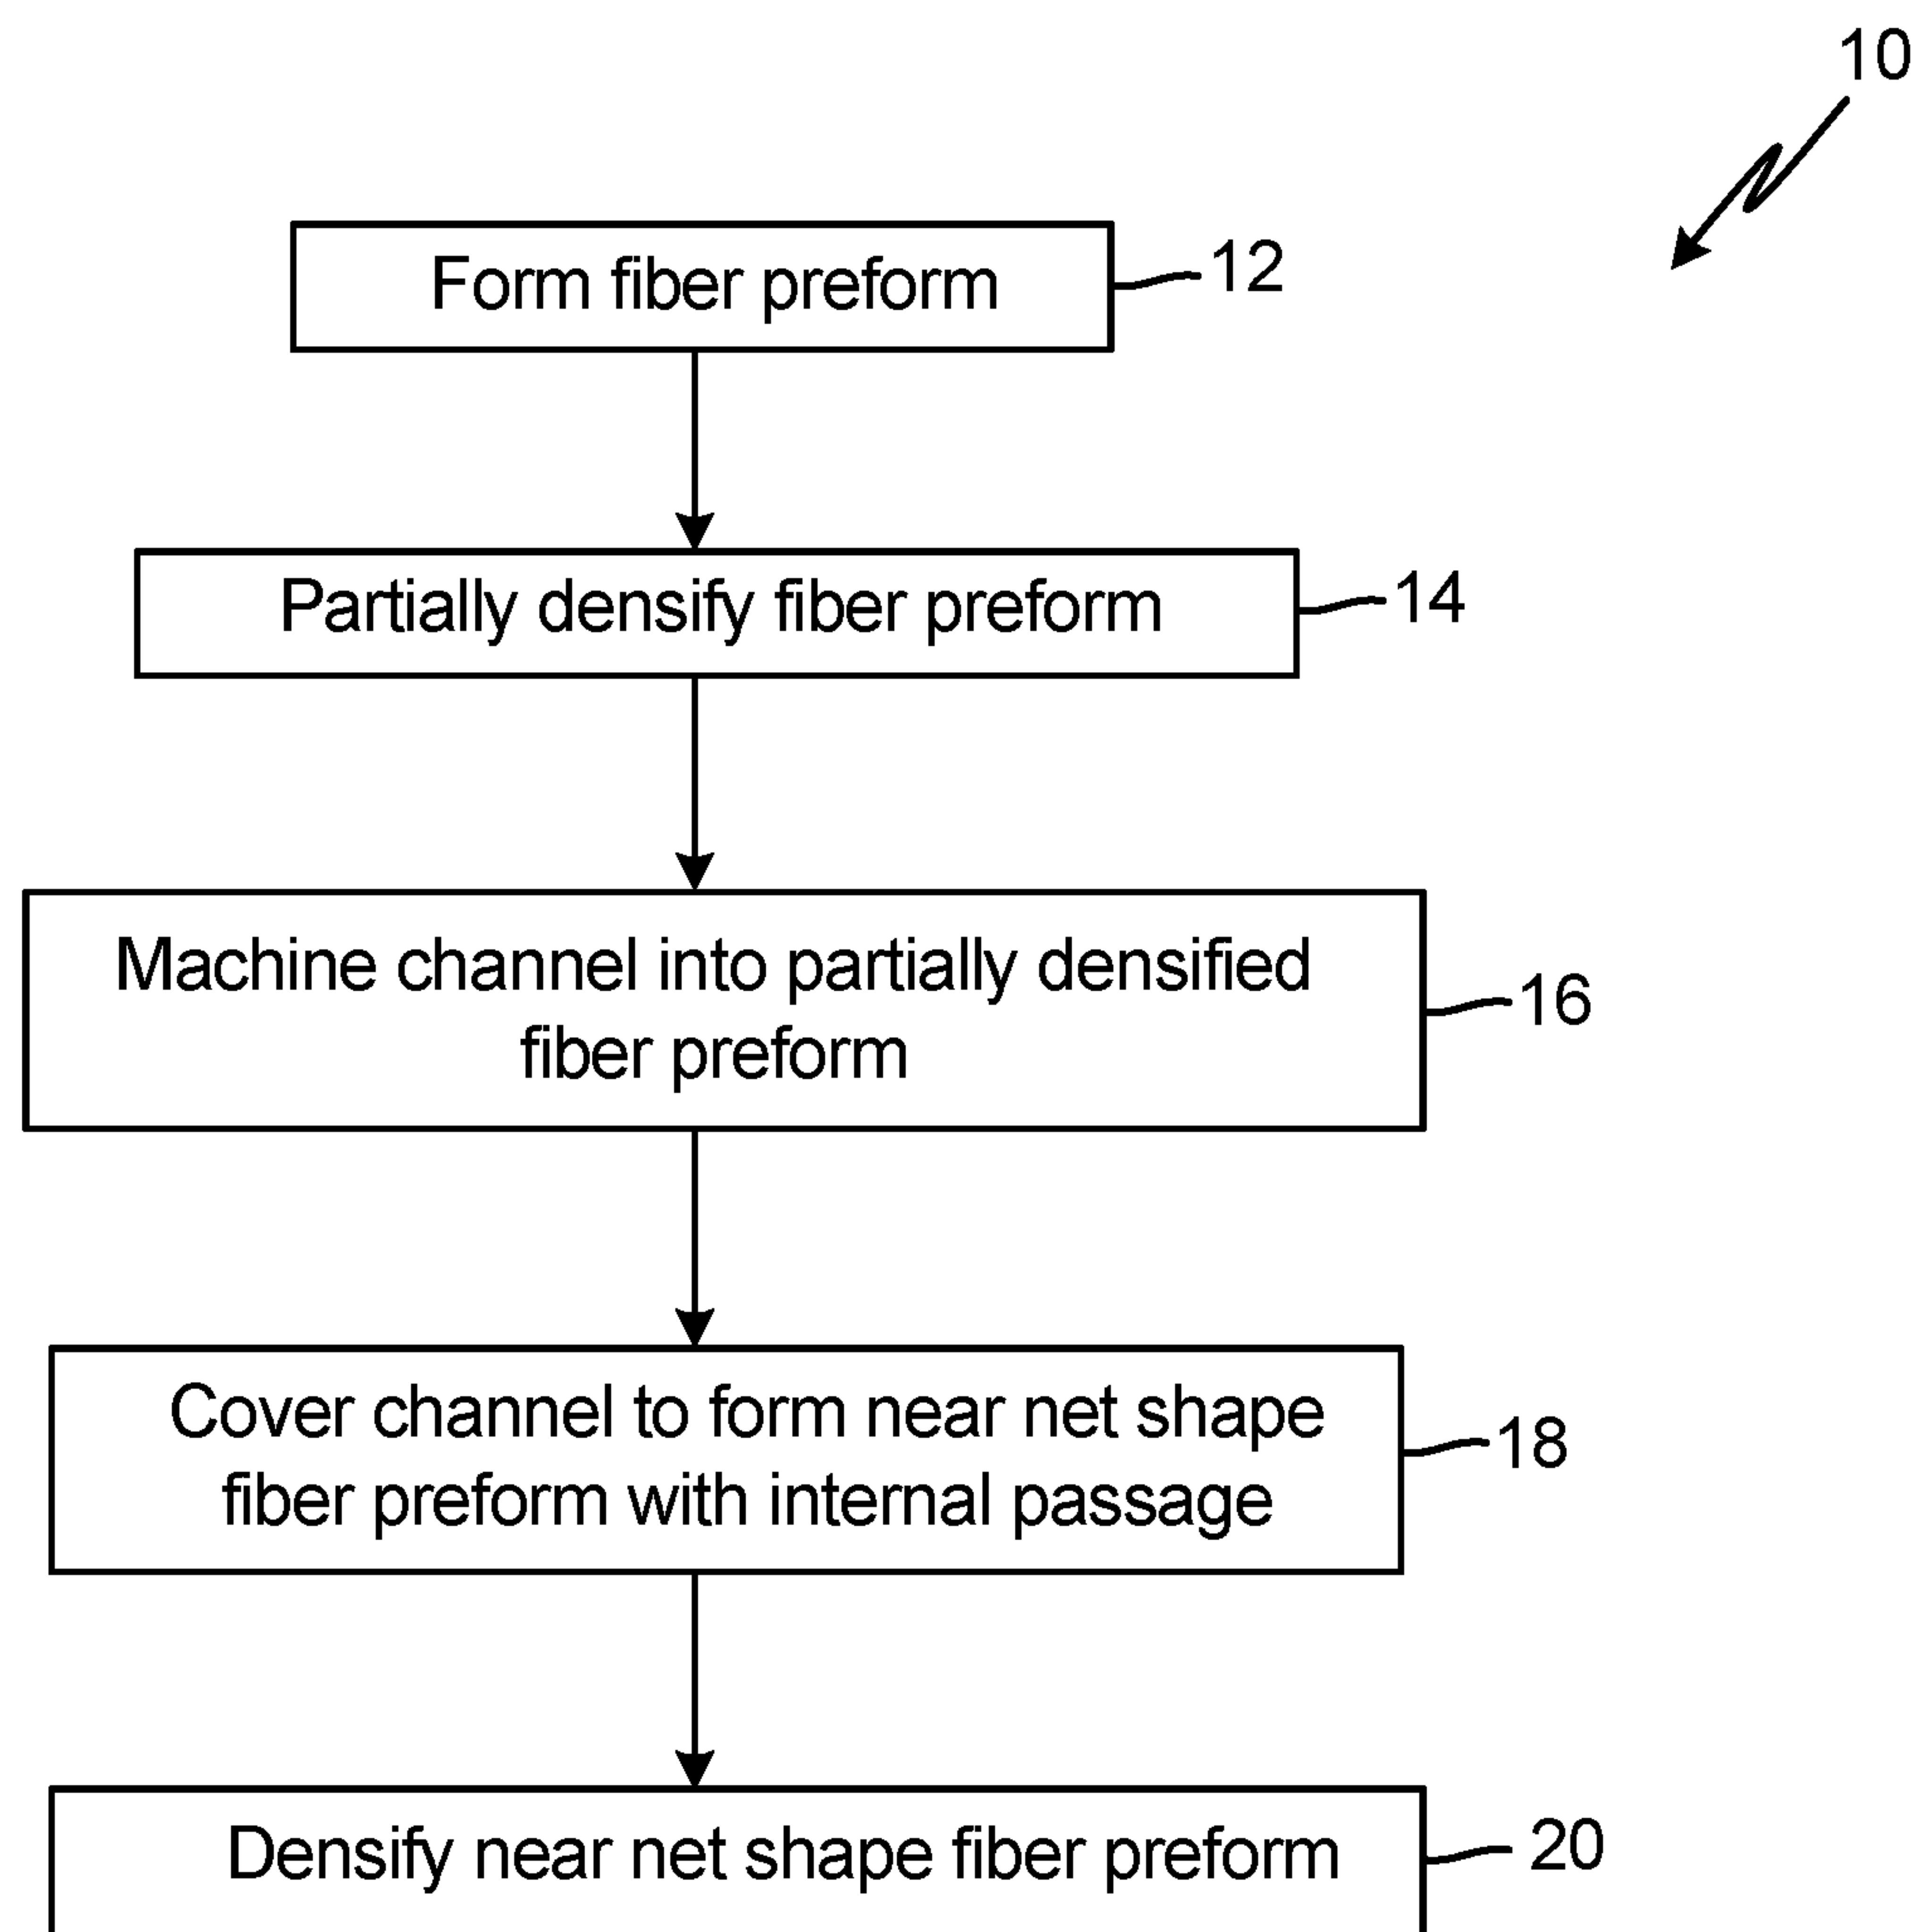 10
Form fiber preform
12
Partially densify fiber preform
14
Machine channel into partially densified
fiber preform
16
Cover channel to form near net shape
fiber preform with internal passage
18
Densify near net shape fiber preform
20